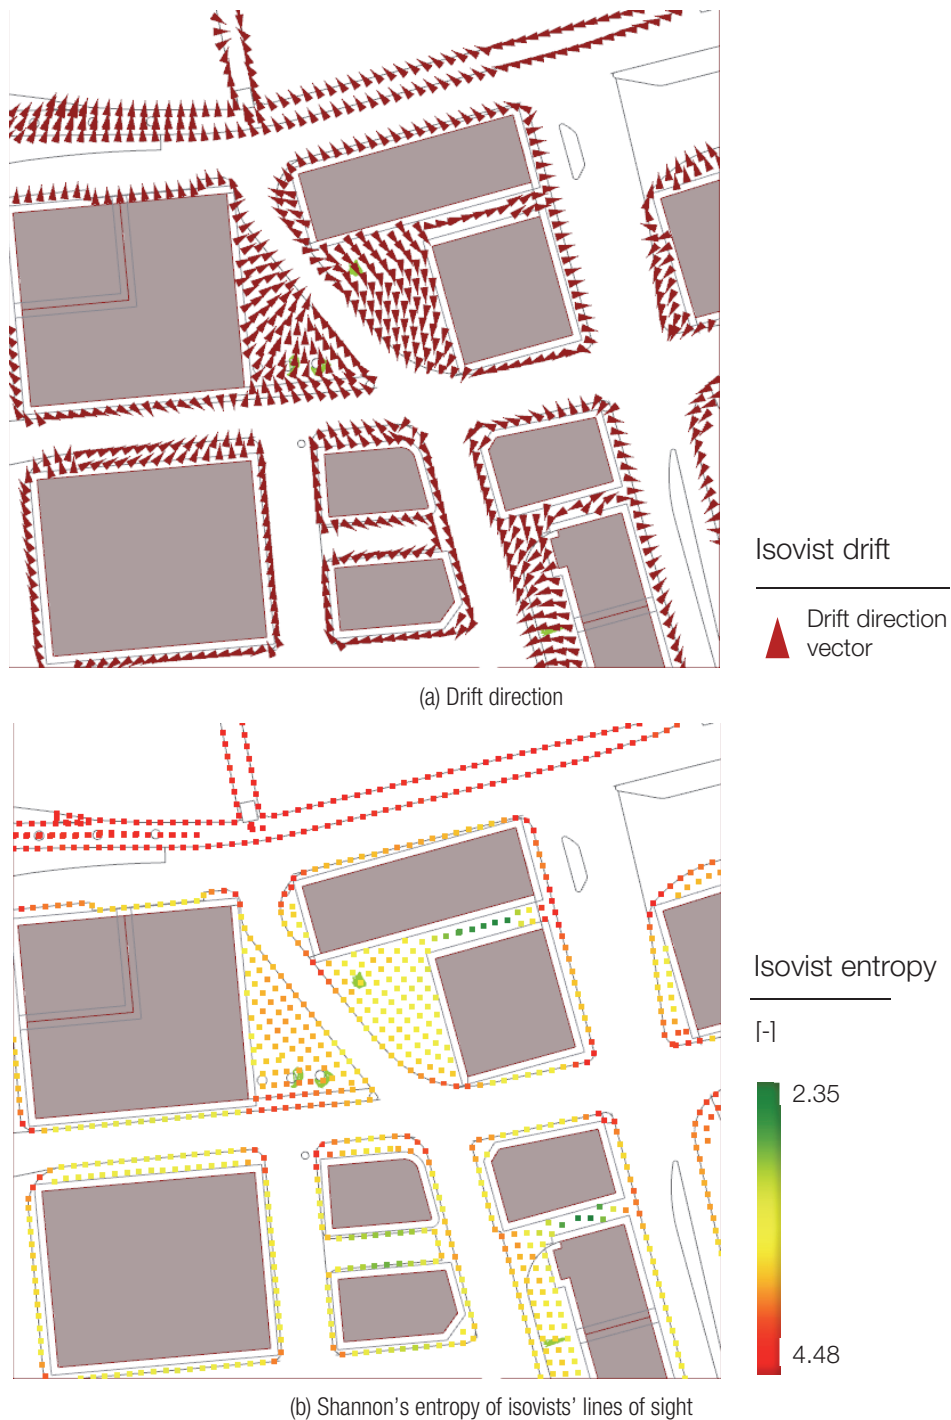 Isovist drift
Drift direction
vector
(a) Drift direction
Isovist entropy
[-]
2.35
4.48
(b) Shannon’s entropy of isovists’ lines of sight